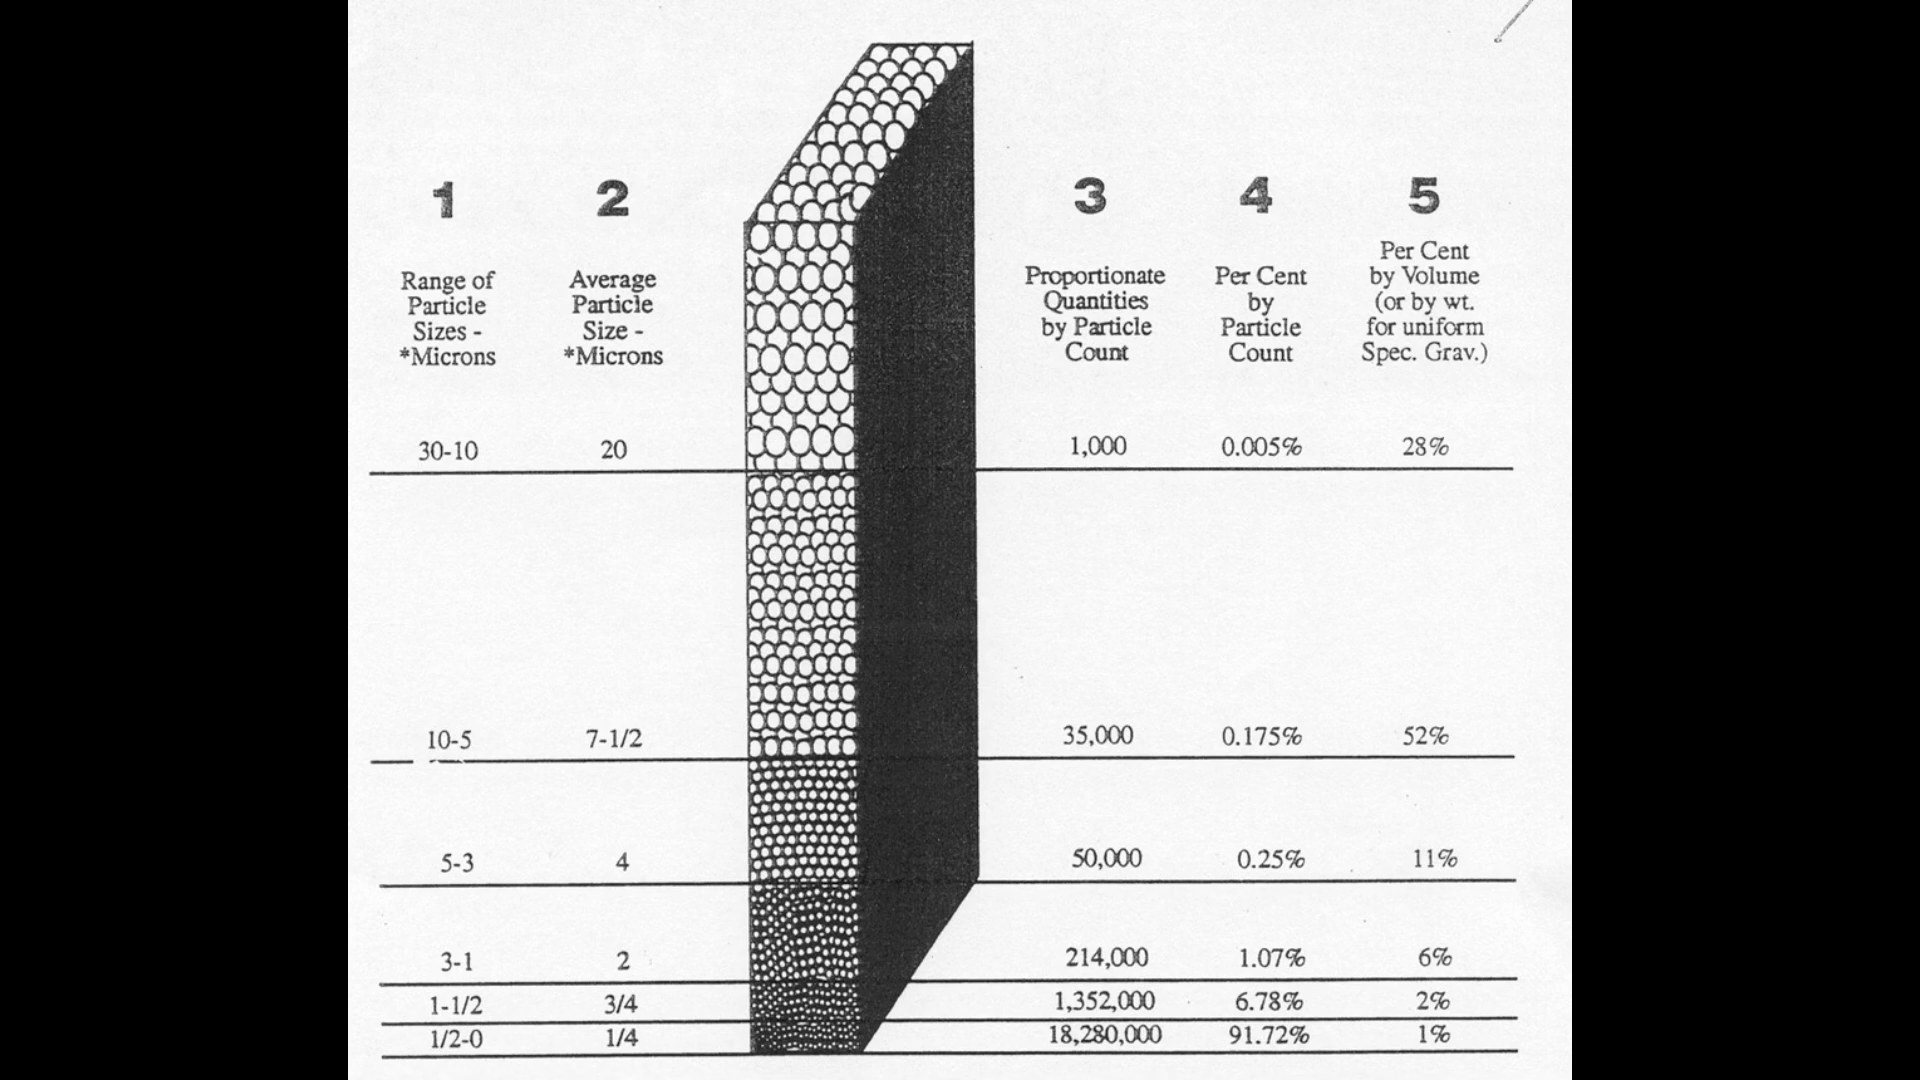 1 2 3 4 5
Range of
Particle
Sizes -
*Microns
Average
Particle
Size -
*Microns
Proportionate
Quantities
by Particle
Count
Per Cent
by
Particle
Count
Per Cent
by Volume
(or by wt.
for uniform
Spec. Grav.)
30-10 20 1,000 0.005% 28%
10-5 7-1/2 35,000 0.175% 52%
5-3 4 50,000 0.25% 11%
3-1 2 214,000 1.07% 6%
1-1/2 3/4 1,352,000 6.78% 2%
1/2-0 1/4 18,280,000 91.72% 1%